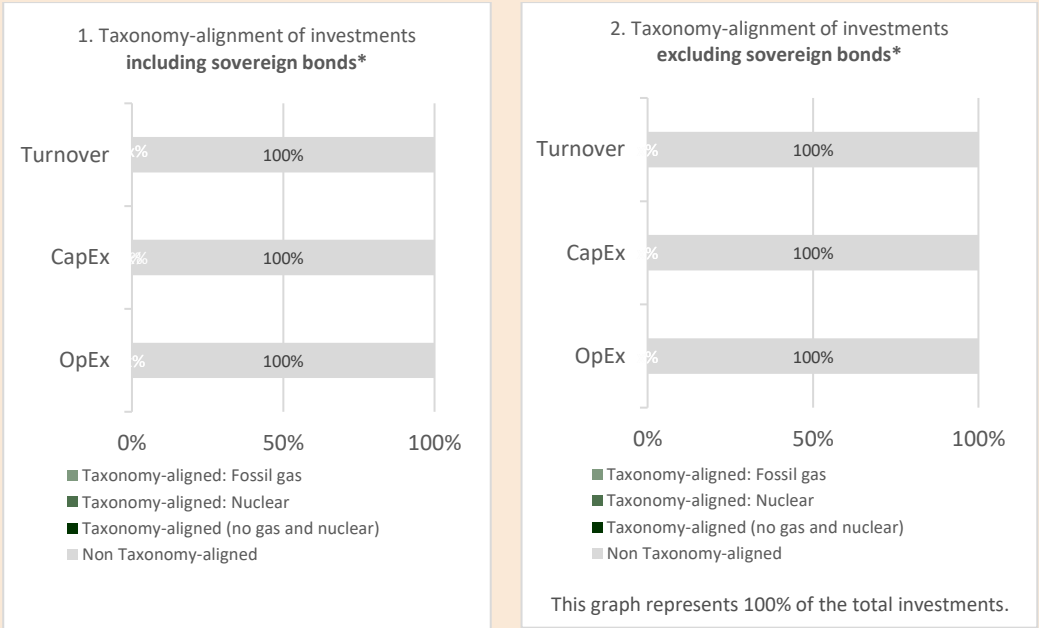 1. Taxonomy-alignment of investments
including sovereign bonds*
Turnover
100%
CapEx
100%
OpEx
%
100%
0% 50% 100%
Taxonomy-aligned: Fossil gas
Taxonomy-aligned: Nuclear
Taxonomy-aligned (no gas and nuclear)
Non Taxonomy-aligned
2. Taxonomy-alignment of investments
excluding sovereign bonds*
Turnover
%
100%
CapEx
%
100%
OpEx
%
100%
0% 50% 100%
Taxonomy-aligned: Fossil gas
Taxonomy-aligned: Nuclear
Taxonomy-aligned (no gas and nuclear)
Non Taxonomy-aligned
This graph represents 100% of the total investments.